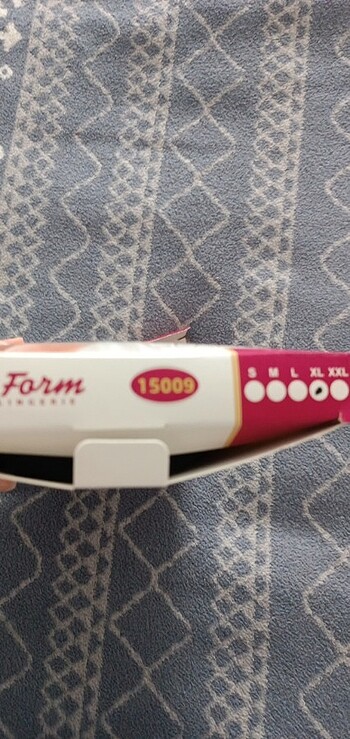 Form
LINGERIE
15009
S M L XL XXL